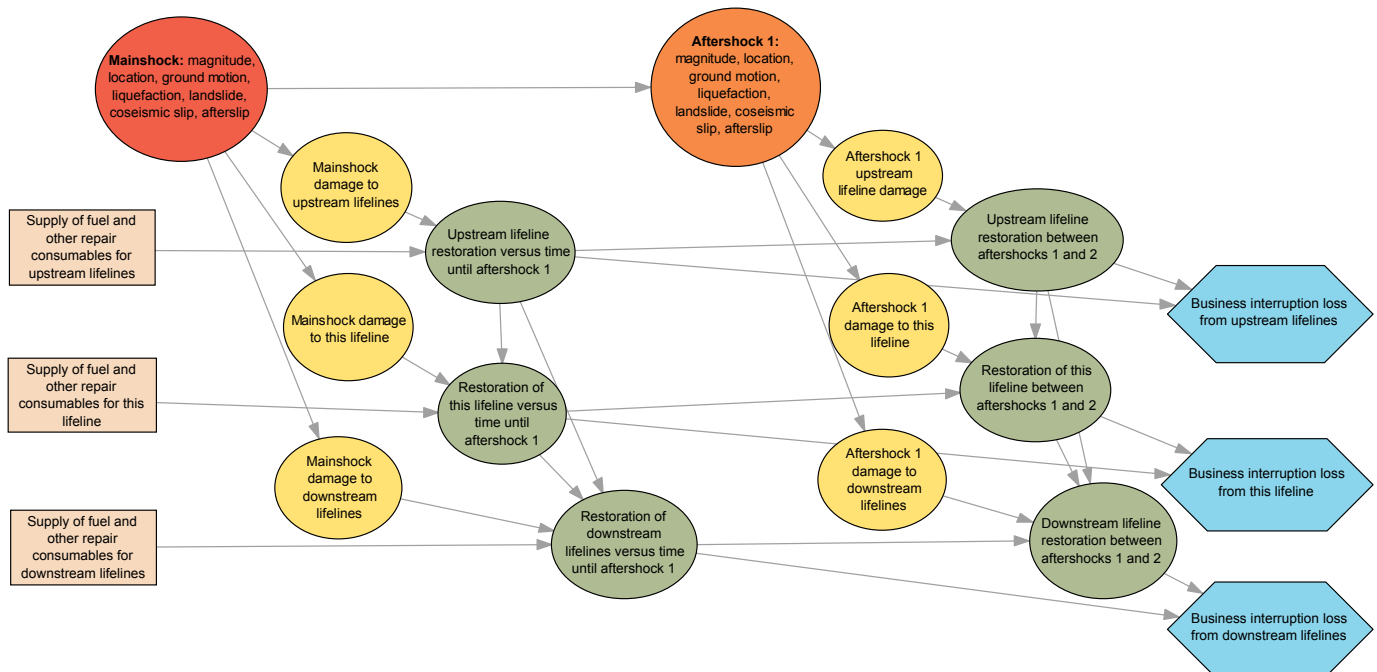 Mainshock: magnitude,
location, ground motion,
liquefaction, landslide,
coseismic slip, afterslip
Aftershock 1:
magnitude, location,
ground motion,
liquefaction,
landslide, coseismic
slip, afterslip
Mainshock
damage to
upstream lifelines
Aftershock 1
upstream
lifeline damage
Supply of fuel and
other repair
consumables for
upstream lifelines
Upstream lifeline
restoration versus time
until aftershock 1
Upstream lifeline
restoration between
aftershocks 1 and 2
Business interruption loss
from upstream lifelines
Mainshock damage
to this lifeline
Aftershock 1
damage to this
lifeline
Supply of fuel and
other repair
consumables for this
lifeline
Restoration of
this lifeline versus
time until
aftershock 1
Restoration of this
lifeline between
aftershocks 1 and 2
Business interruption loss
from this lifeline
Mainshock
damage to
downstream
lifelines
Aftershock 1
damage to
downstream
lifelines
Supply of fuel and
other repair
consumables for
downstream lifelines
Restoration of
downstream
lifelines versus time
until aftershock 1
Downstream lifeline
restoration between
aftershocks 1 and 2
Business interruption loss
from downstream lifelines